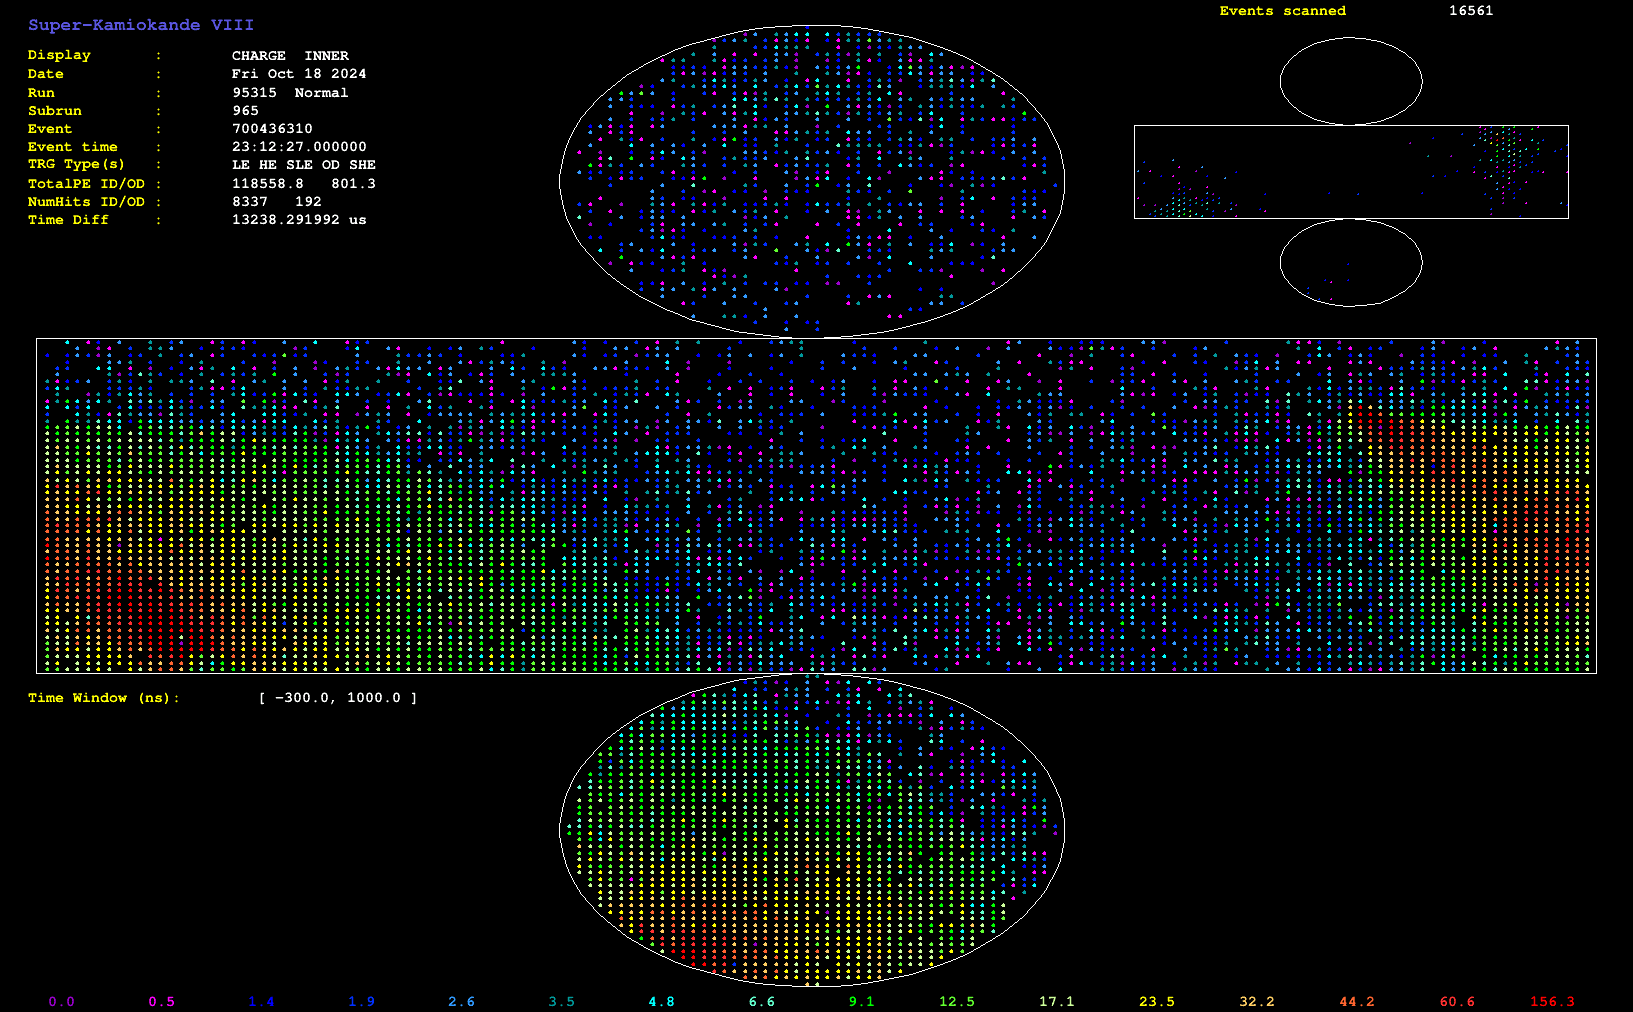 Super-Kamiokande VIII
Events scanned 16561
Display : CHARGE INNER
Date : Fri Oct 18 2024
Run : 95315 Normal
Subrun : 965
Event : 700436310
Event time : 23:12:27.000000
TRG Type(s) : LE HE SLE OD SHE
TotalPE ID/OD : 118558.8 801.3
NumHits ID/OD : 8337 192
Time Diff : 13238.291992 us
Time Window (ns): [ -300.0, 1000.0 ]
0.0 0.5 1.4 1.9 2.6 3.5 4.8 6.6 9.1 12.5 17.1 23.5 32.2 44.2 60.6 156.3